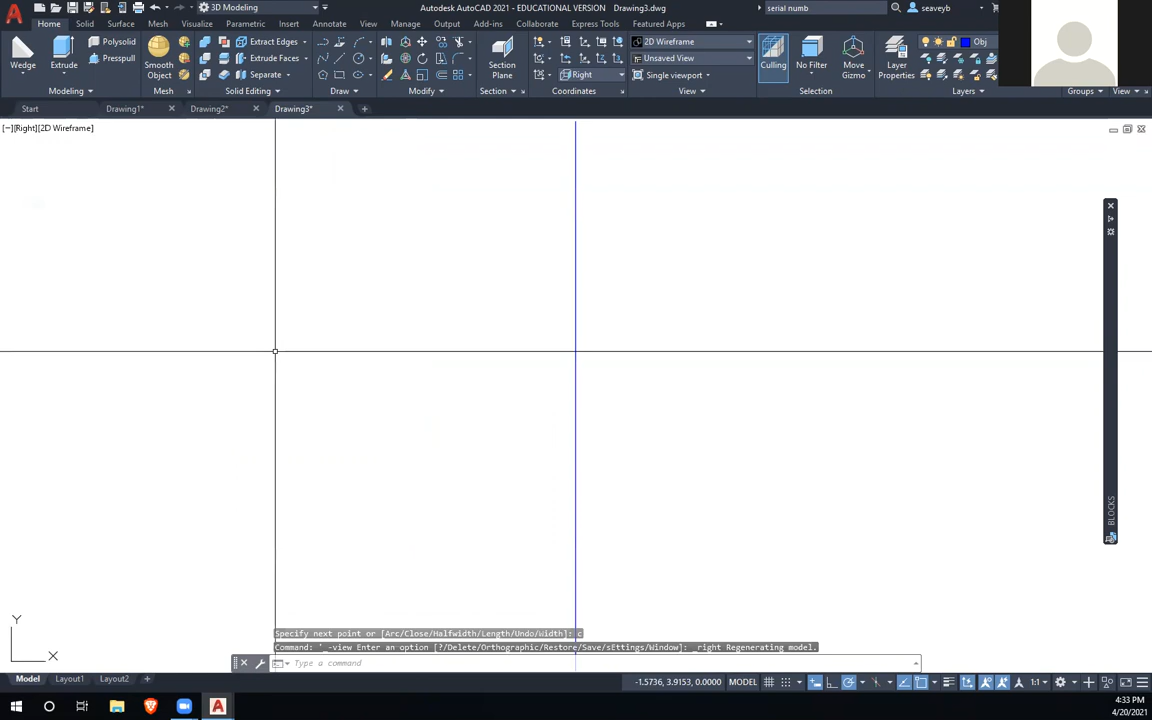 3D Modeling
Autodesk AutoCAD 2021 - EDUCATIONAL VERSION Drawing3.dwg
serial numb
seaveyb
Home Solid Surface Mesh Visualize Parametric Insert Annotate View Manage Output Add-ins Collaborate Express Tools Featured Apps
Polysolid
Extract Edges
2D Wireframe
Obj
Presspull
Extrude Faces
Unsaved View
Wedge
Extrude
Smooth Object
Separate
Section Plane
Right
Single viewport
Culling
No Filter
Move Gizmo
Layer Properties
Modeling
Mesh
Solid Editing
Draw
Modify
Section
Coordinates
View
Selection
Layers
Groups
View
Start
Drawing1*
Drawing2*
Drawing3*
[−][Right][2D Wireframe]
BLOCKS
Y
X
Specify next point or [Arc/Close/Halfwidth/Length/Undo/Width]: c
Command: '_-view Enter an option [?/Delete/Orthographic/Restore/Save/sEttings/Window]: _right Regenerating model.
Type a command
Model
Layout1
Layout2
-1.5736, 3.9153, 0.0000
MODEL
1:1
4:33 PM
4/20/2021